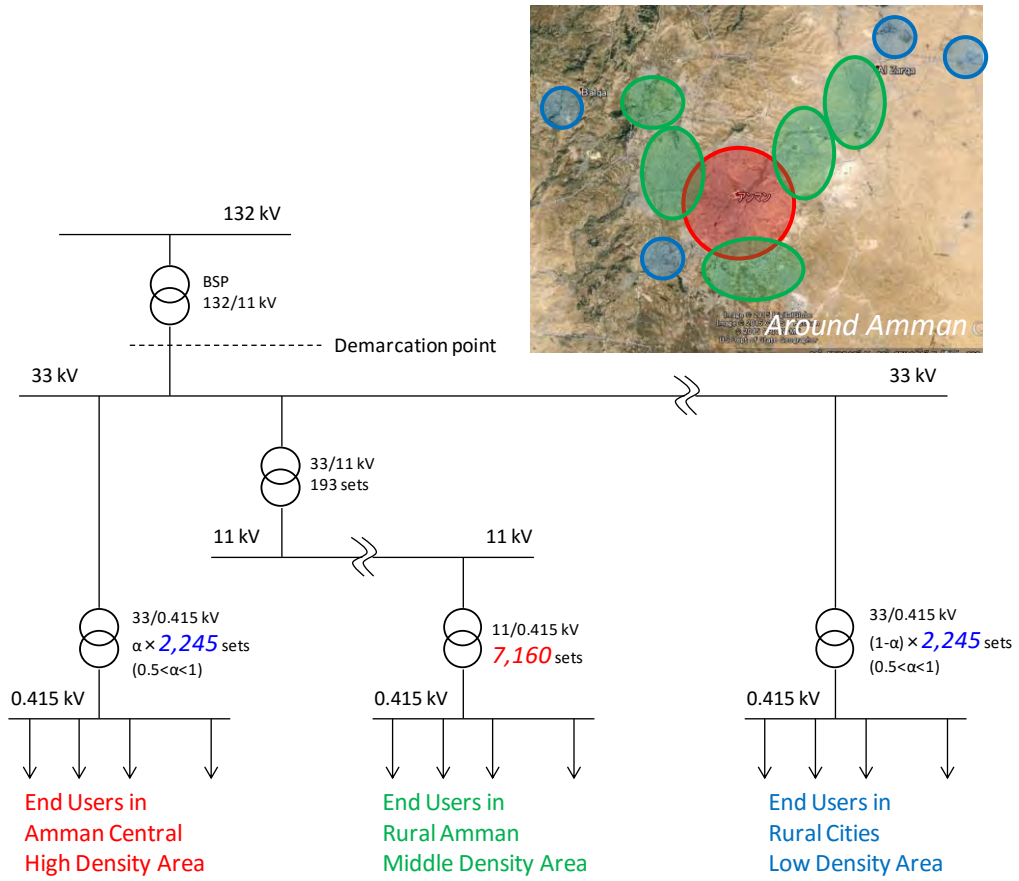 Balqa
Al Zarqa
アンマン
Around Amman
132 kV
BSP
132/11 kV
Demarcation point
33 kV
33 kV
33/11 kV
193 sets
11 kV
11 kV
33/0.415 kV
α × 2,245 sets
(0.5<α<1)
11/0.415 kV
7,160 sets
33/0.415 kV
(1-α) × 2,245 sets
(0.5<α<1)
0.415 kV
0.415 kV
0.415 kV
End Users in
Amman Central
High Density Area
End Users in
Rural Amman
Middle Density Area
End Users in
Rural Cities
Low Density Area